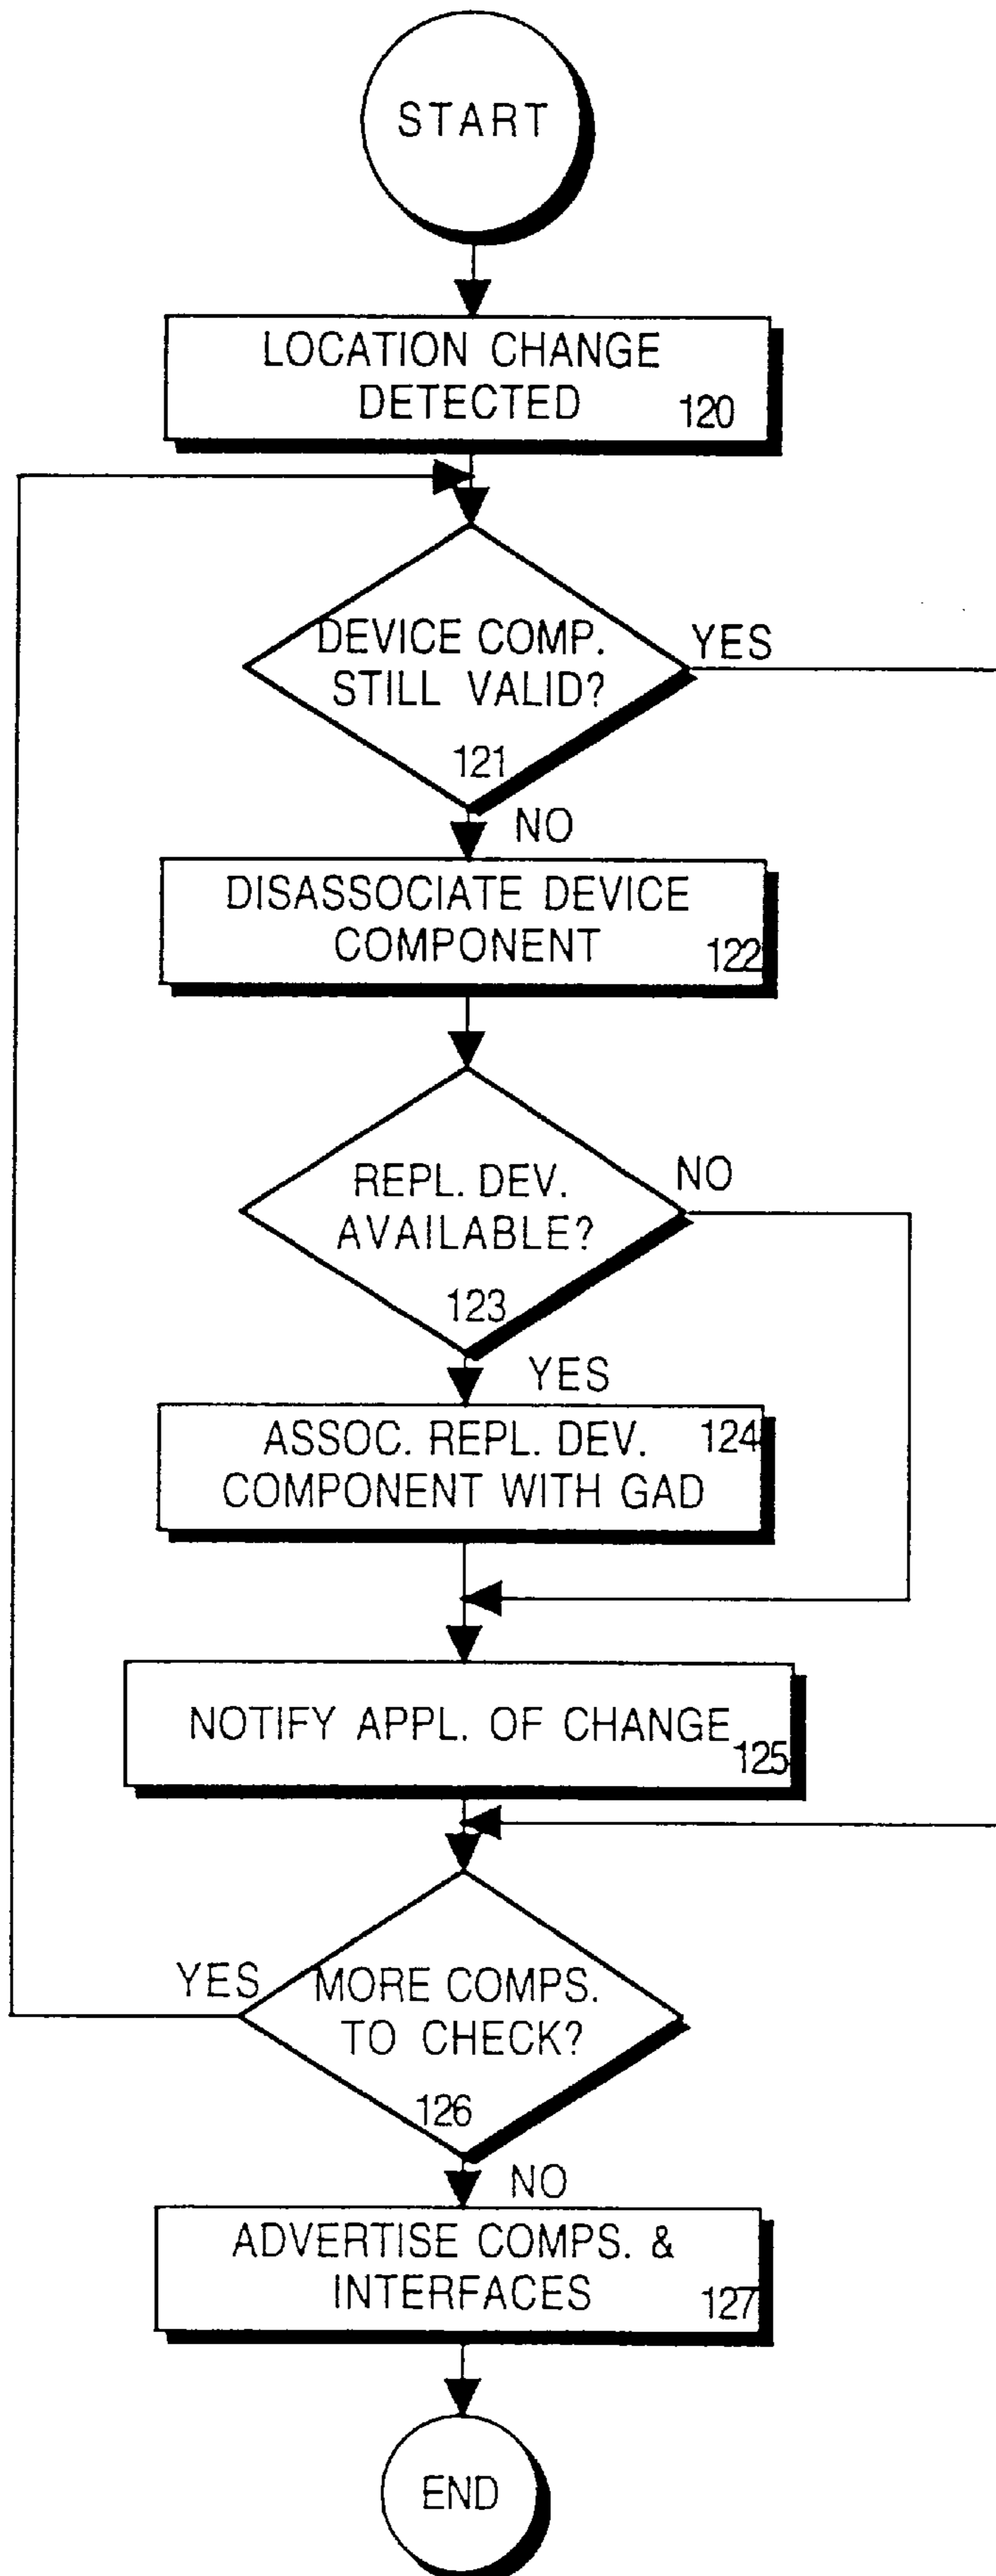 START
LOCATION CHANGE
DETECTED 120
DEVICE COMP.
STILL VALID?
121
YES
NO
DISASSOCIATE DEVICE
COMPONENT 122
REPL. DEV.
AVAILABLE?
123
NO
YES
ASSOC. REPL. DEV. 124
COMPONENT WITH GAD
NOTIFY APPL. OF CHANGE
125
YES
MORE COMPS.
TO CHECK?
126
NO
ADVERTISE COMPS. &
INTERFACES 127
END